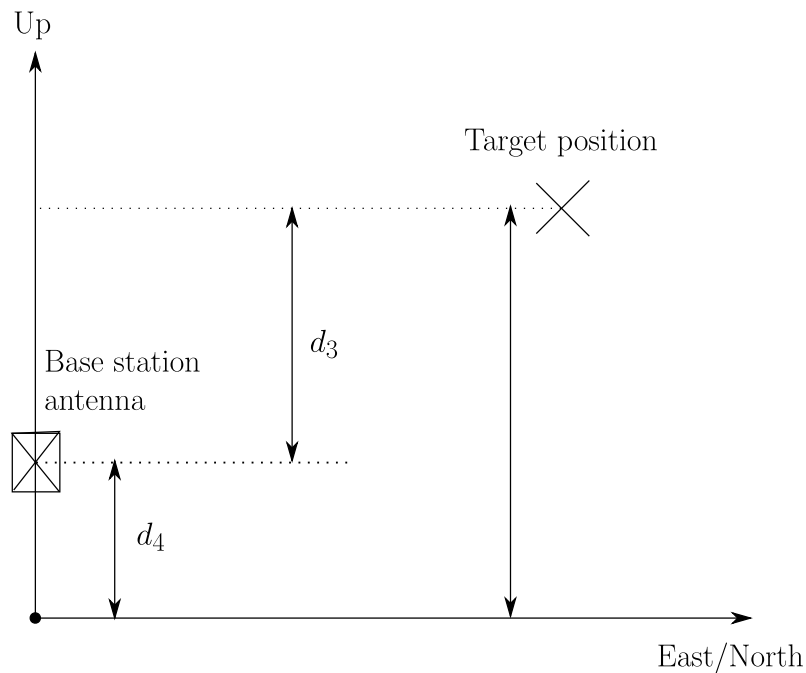 Up
Target position
d₃
Base station
antenna
d₄
East/North